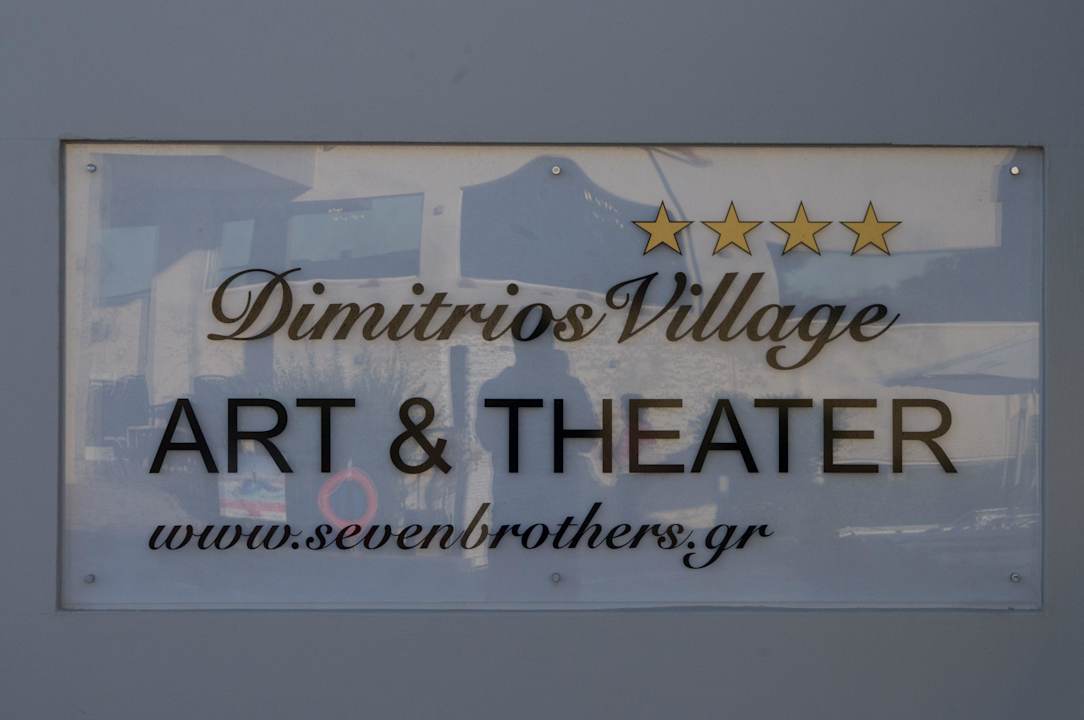 Dimitrios Village
ART & THEATER
www.sevenbrothers.gr